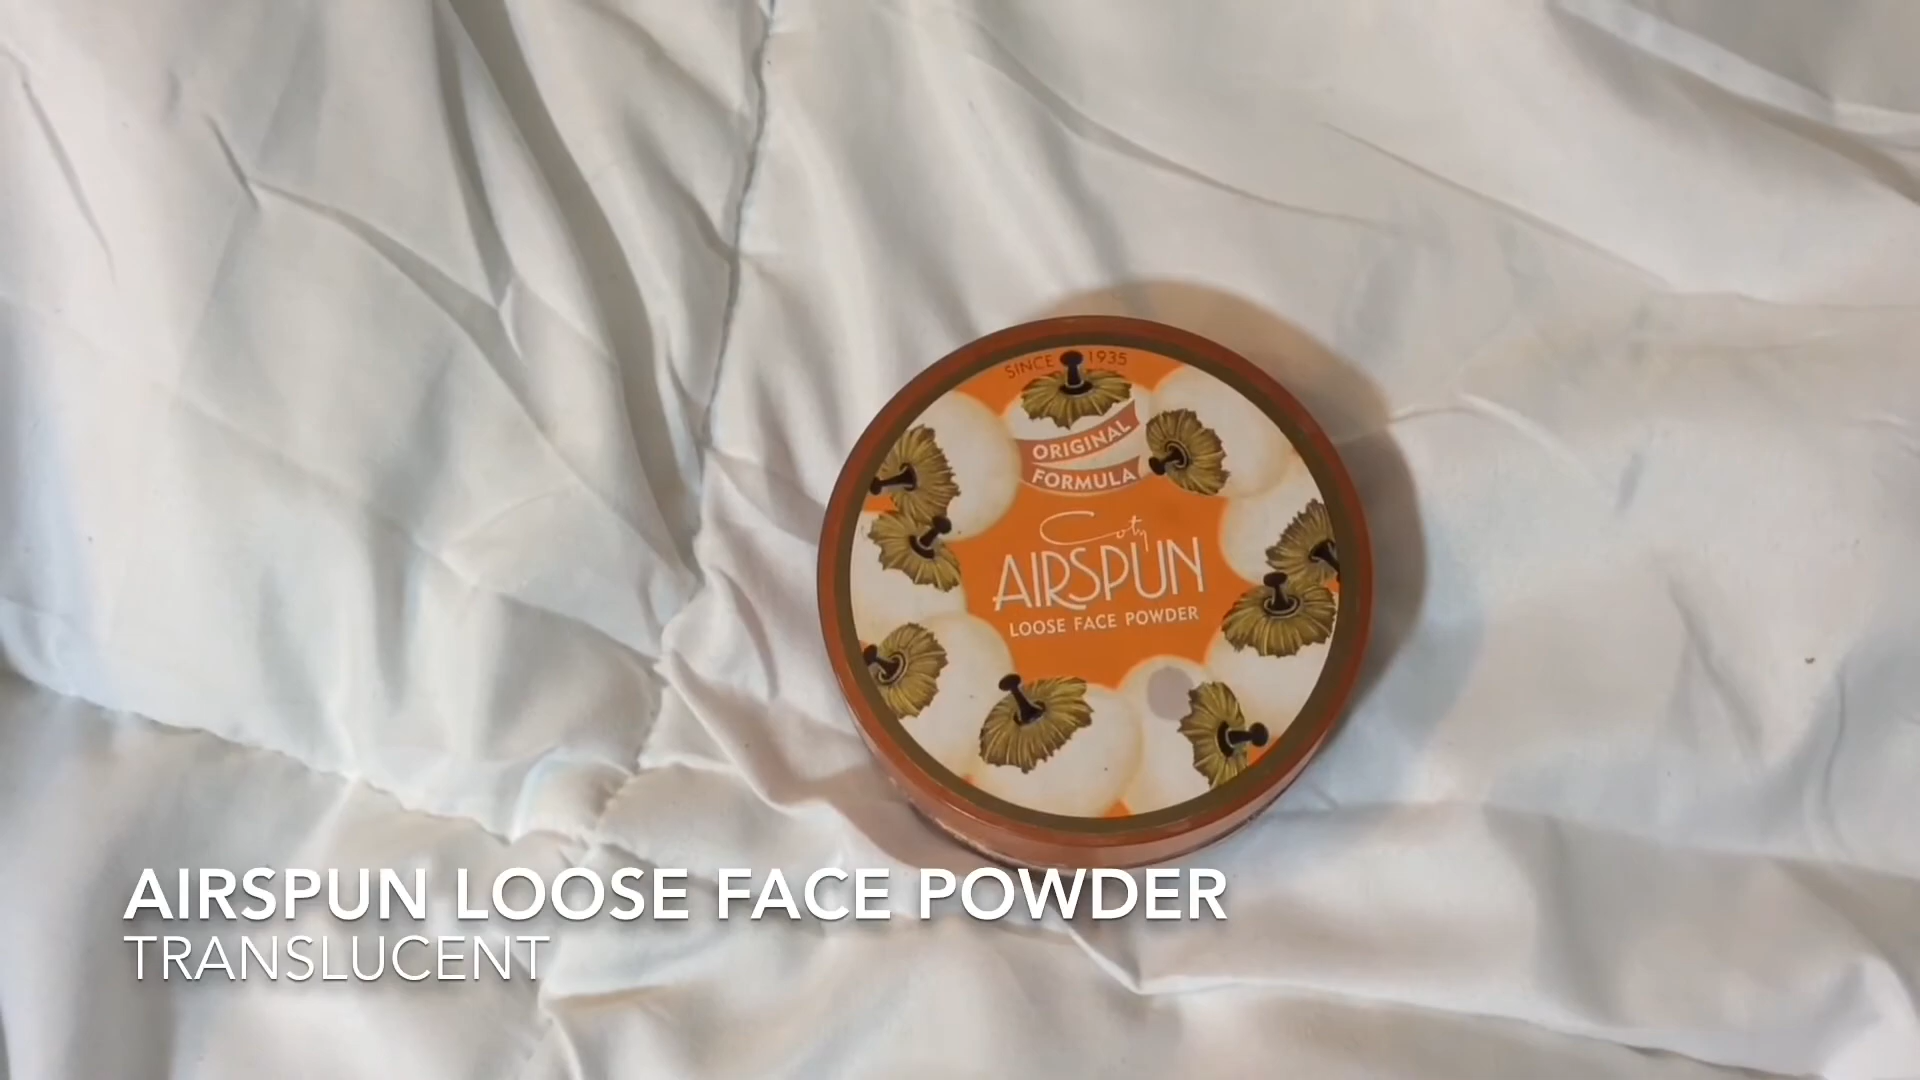 SINCE 1935
ORIGINAL
FORMULA
Coty
AIRSPUN
LOOSE FACE POWDER
AIRSPUN LOOSE FACE POWDER
TRANSLUCENT